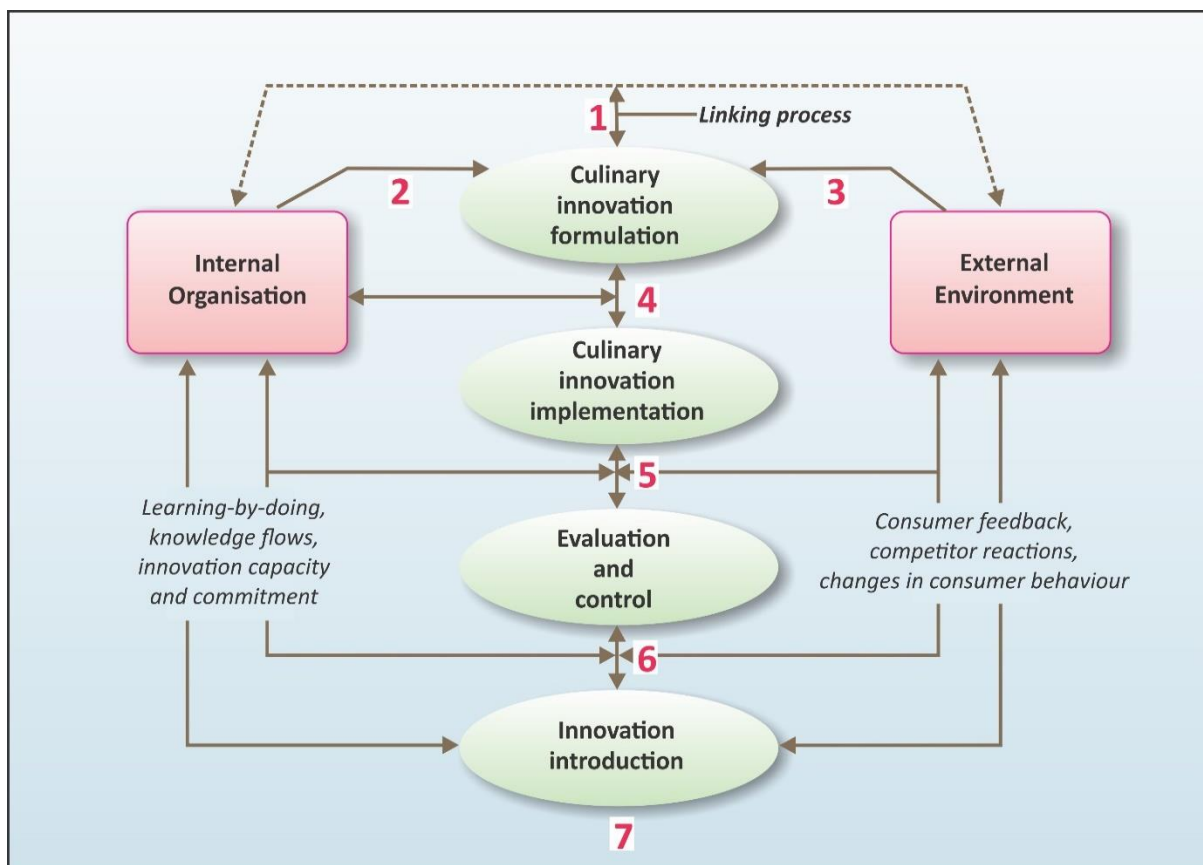 1
Linking process
2
Culinary
innovation
formulation
3
Internal
Organisation
External
Environment
4
Culinary
innovation
implementation
5
Learning-by-doing,
knowledge flows,
innovation capacity
and commitment
Evaluation
and
control
Consumer feedback,
competitor reactions,
changes in consumer behaviour
6
Innovation
introduction
7